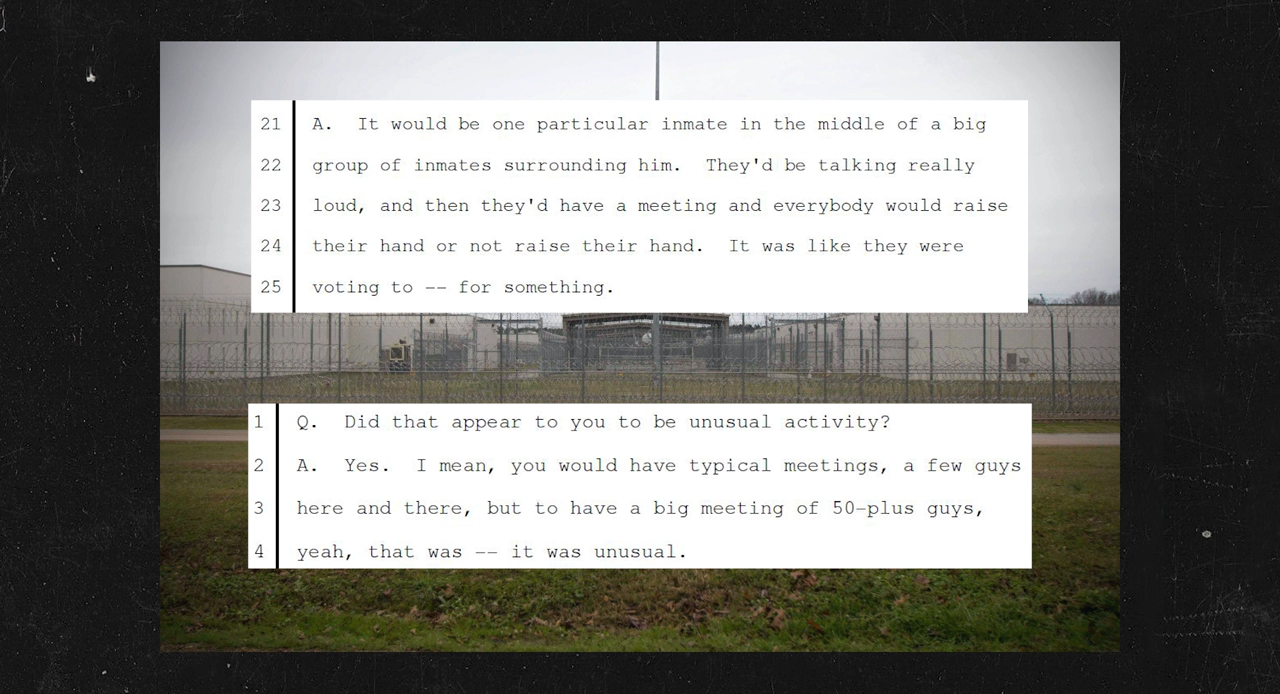 21 A. It would be one particular inmate in the middle of a big
22 group of inmates surrounding him. They'd be talking really
23 loud, and then they'd have a meeting and everybody would raise
24 their hand or not raise their hand. It was like they were
25 voting to -- for something.
1 Q. Did that appear to you to be unusual activity?
2 A. Yes. I mean, you would have typical meetings, a few guys
3 here and there, but to have a big meeting of 50-plus guys,
4 yeah, that was -- it was unusual.